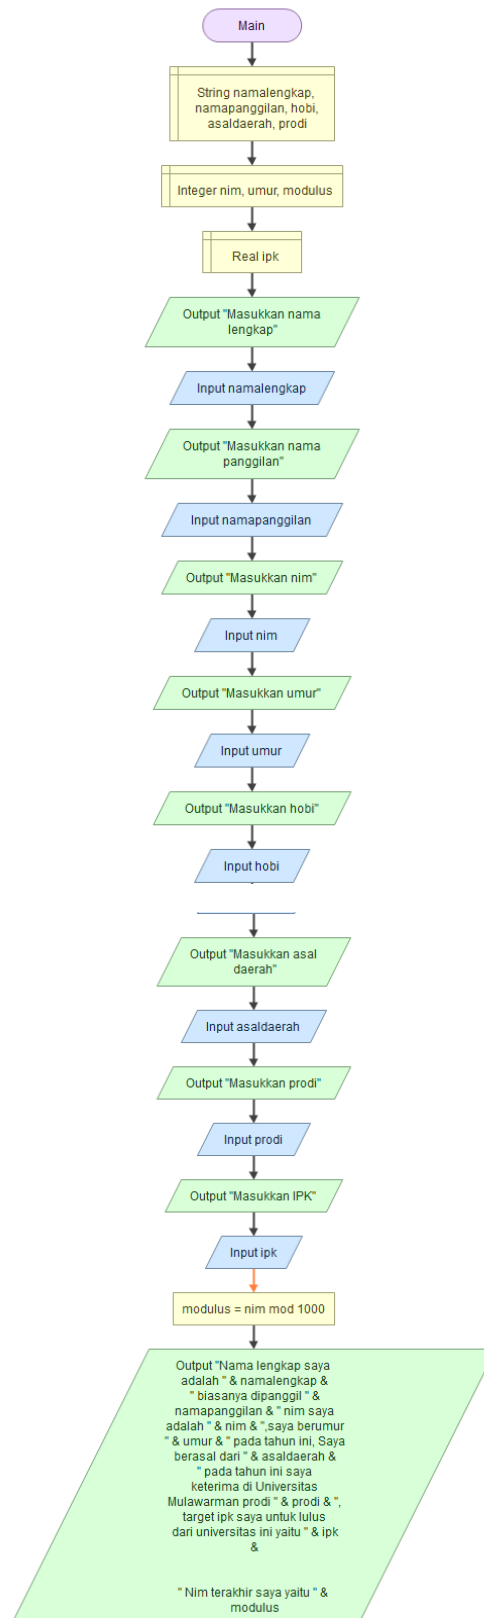 Main
String namalengkap,
namapanggilan, hobi,
asaldaerah, prodi
Integer nim, umur, modulus
Real ipk
Output "Masukkan nama
lengkap"
Input namalengkap
Output "Masukkan nama
panggilan"
Input namapanggilan
Output "Masukkan nim"
Input nim
Output "Masukkan umur"
Input umur
Output "Masukkan hobi"
Input hobi
Output "Masukkan asal
daerah"
Input asaldaerah
Output "Masukkan prodi"
Input prodi
Output "Masukkan IPK"
Input ipk
modulus = nim mod 1000
Output "Nama lengkap saya
adalah " & namalengkap &
" biasanya dipanggil " &
namapanggilan & " nim saya
adalah " & nim & ",saya berumur
" & umur & " pada tahun ini, Saya
berasal dari " & asaldaerah &
" pada tahun ini saya
keterima di Universitas
Mulawarman prodi " & prodi & ",
target ipk saya untuk lulus
dari universitas ini yaitu " & ipk
&
" Nim terakhir saya yaitu " &
modulus